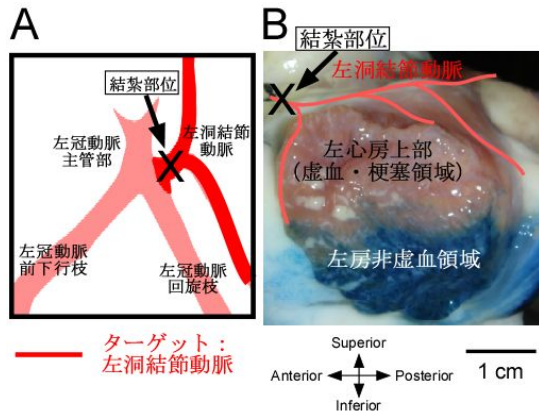 A
結紮部位
左洞結節
動脈
左冠動脈
主管部
左冠動脈
前下行枝
左冠動脈
回旋枝
ターゲット：
左洞結節動脈
B
結紮部位
左洞結節動脈
左心房上部
(虚血・梗塞領域)
左房非虚血領域
Superior
Anterior
Posterior
Inferior
1 cm